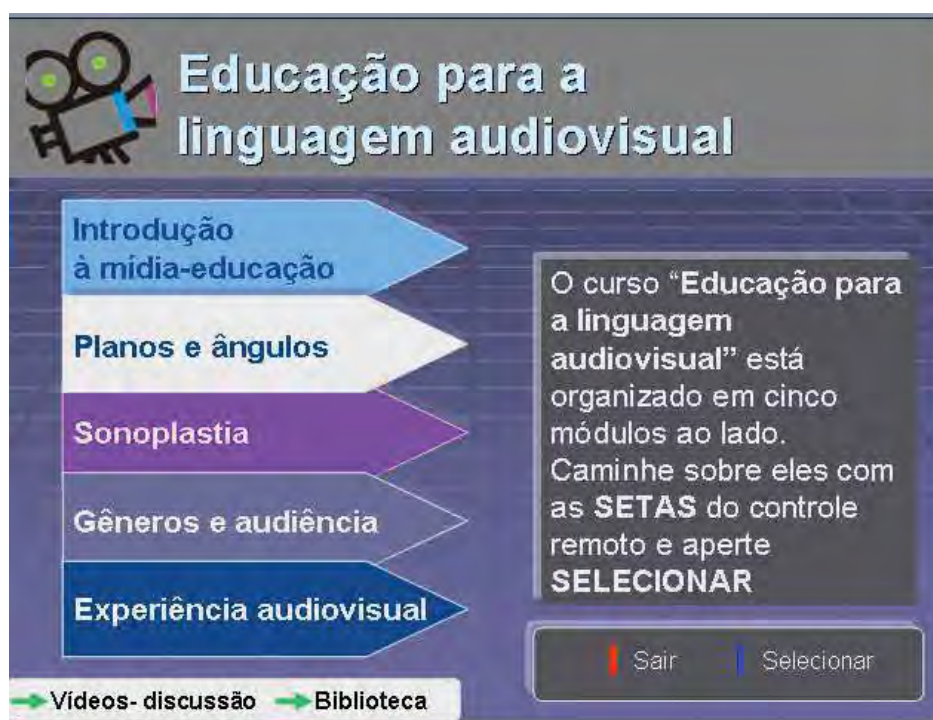 Educação para a
linguagem audiovisual
Introdução
à mídia-educação
Planos e ângulos
Sonoplastia
Gêneros e audiência
Experiência audiovisual
O curso “Educação para
a linguagem
audiovisual” está
organizado em cinco
módulos ao lado.
Caminhe sobre eles com
as SETAS do controle
remoto e aperte
SELECIONAR
Sair
Selecionar
Vídeos- discussão
Biblioteca